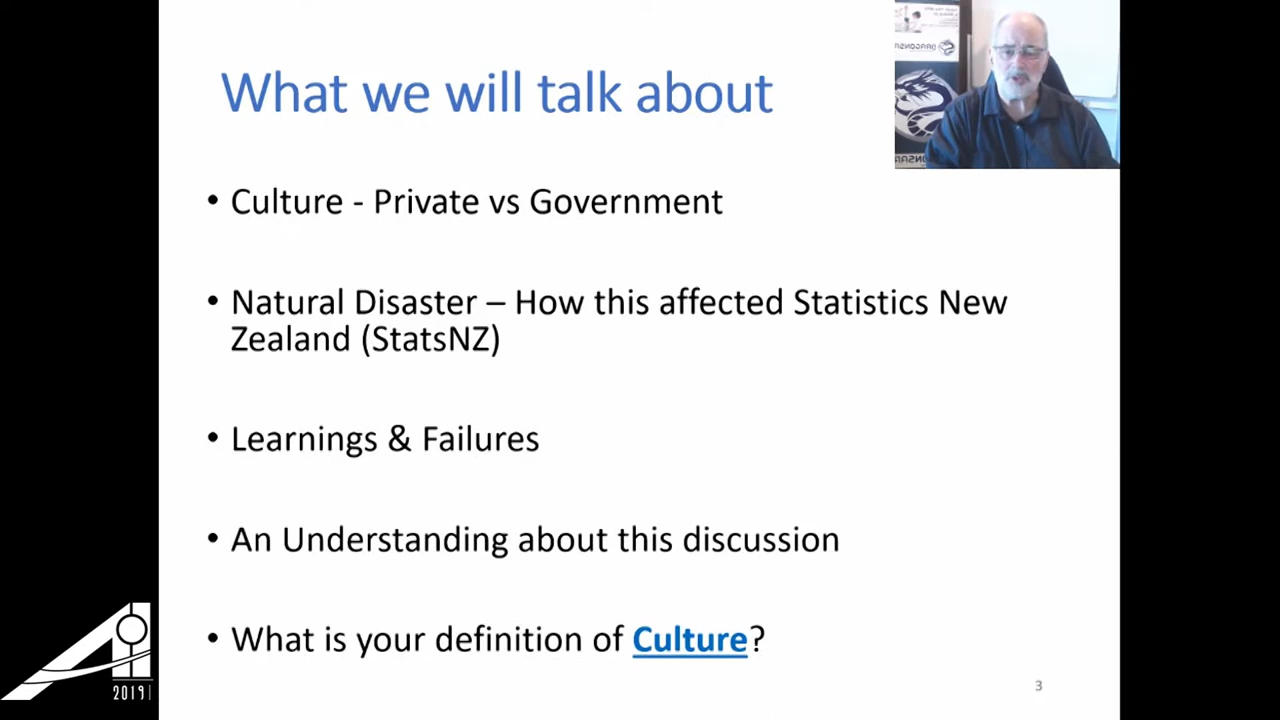 What we will talk about
• Culture - Private vs Government
• Natural Disaster – How this affected Statistics New
Zealand (StatsNZ)
• Learnings & Failures
• An Understanding about this discussion
• What is your definition of Culture?
3
2019